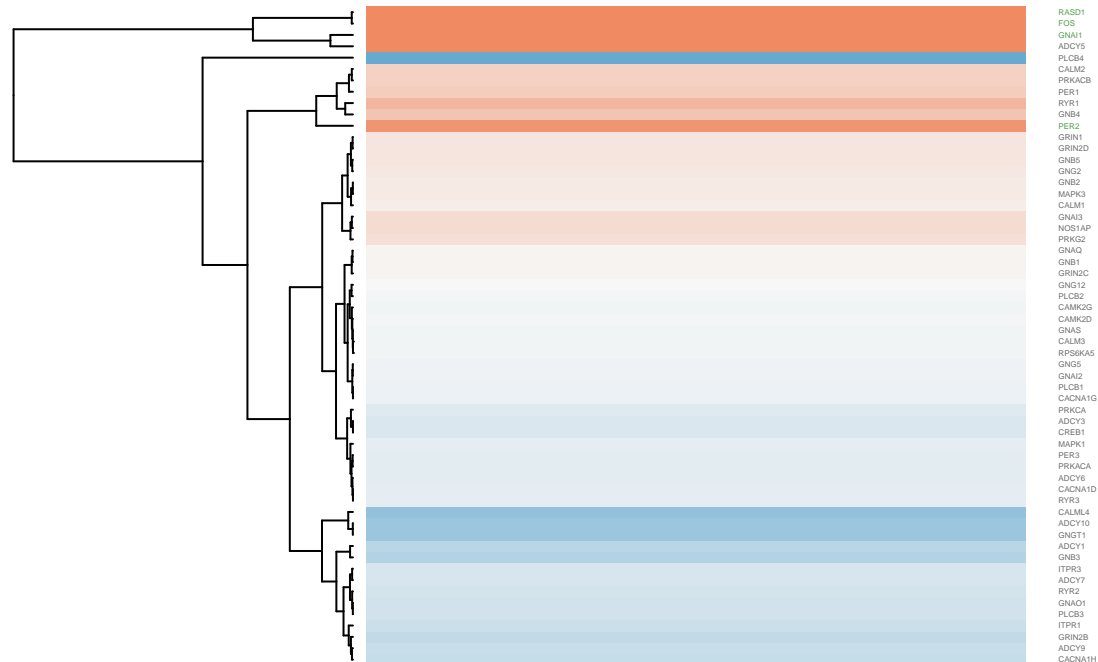 RASD1
FOS
GNAI1
ADCY5
PLCB4
CALM2
PRKACB
PER1
RYR1
GNB4
PER2
GRIN1
GRIN2D
GNB5
GNG2
GNB2
MAPK3
CALM1
GNAI3
NOS1AP
PRKG2
GNAQ
GNB1
GRIN2C
GNG12
PLCB2
CAMK2G
CAMK2D
GNAS
CALM3
RPS6KA5
GNG5
GNAI2
PLCB1
CACNA1G
PRKCA
ADCY3
CREB1
MAPK1
PER3
PRKACA
ADCY6
CACNA1D
RYR3
CALML4
ADCY10
GNGT1
ADCY1
GNB3
ITPR3
ADCY7
RYR2
GNAO1
PLCB3
ITPR1
GRIN2B
ADCY9
CACNA1H